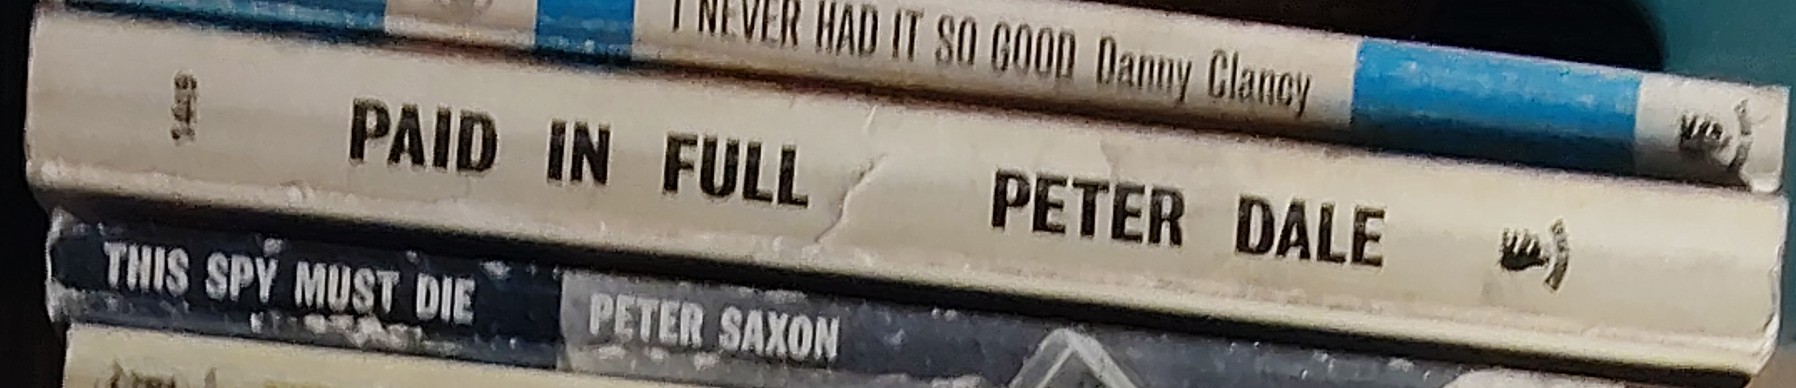 I NEVER HAD IT SO GOOD Danny Clancy
PAID IN FULL PETER DALE
THIS SPY MUST DIE PETER SAXON